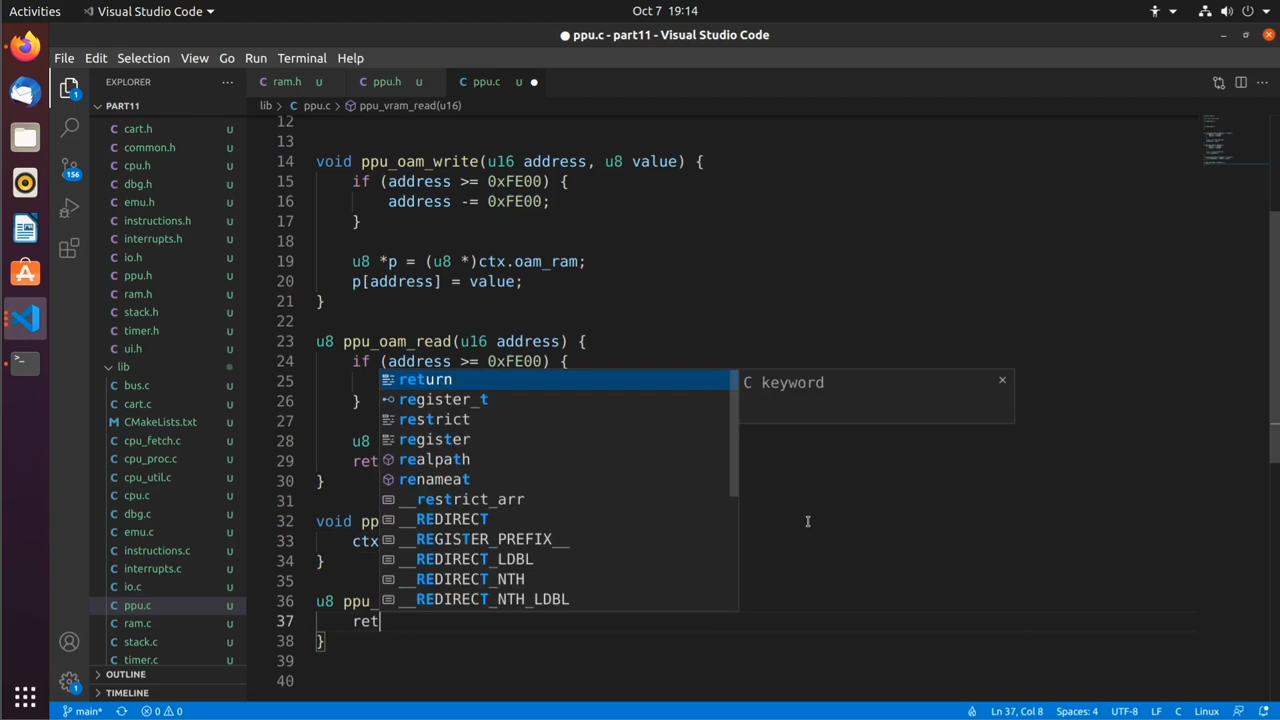 Activities
Visual Studio Code
Oct 7 19:14
ppu.c - part11 - Visual Studio Code
File Edit Selection View Go Run Terminal Help
EXPLORER
ram.h U
ppu.h U
ppu.c U
PART11
lib > ppu.c > ppu_vram_read(u16)
cart.h U
common.h U
cpu.h U
dbg.h U
emu.h U
instructions.h U
interrupts.h U
io.h U
ppu.h U
ram.h U
stack.h U
timer.h U
ui.h U
lib
bus.c U
cart.c U
CMakeLists.txt U
cpu_fetch.c U
cpu_proc.c U
cpu_util.c U
cpu.c U
dbg.c U
emu.c U
instructions.c U
interrupts.c U
io.c U
ppu.c U
ram.c U
stack.c U
timer.c U
OUTLINE
TIMELINE
1
156
1
12
13
14 void ppu_oam_write(u16 address, u8 value) {
15 if (address >= 0xFE00) {
16 address -= 0xFE00;
17 }
18
19 u8 *p = (u8 *)ctx.oam_ram;
20 p[address] = value;
21 }
22
23 u8 ppu_oam_read(u16 address) {
24 if (address >= 0xFE00) {
25
26 }
27
28 u8
29 ret
30 }
31
32 void pp
33 ctx
34 }
35
36 u8 ppu_
37 ret
38 }
39
40
return
register_t
restrict
register
realpath
renameat
__restrict_arr
__REDIRECT
__REGISTER_PREFIX__
__REDIRECT_LDBL
__REDIRECT_NTH
__REDIRECT_NTH_LDBL
C keyword
main*
0 0
Ln 37, Col 8
Spaces: 4
UTF-8
LF
C
Linux